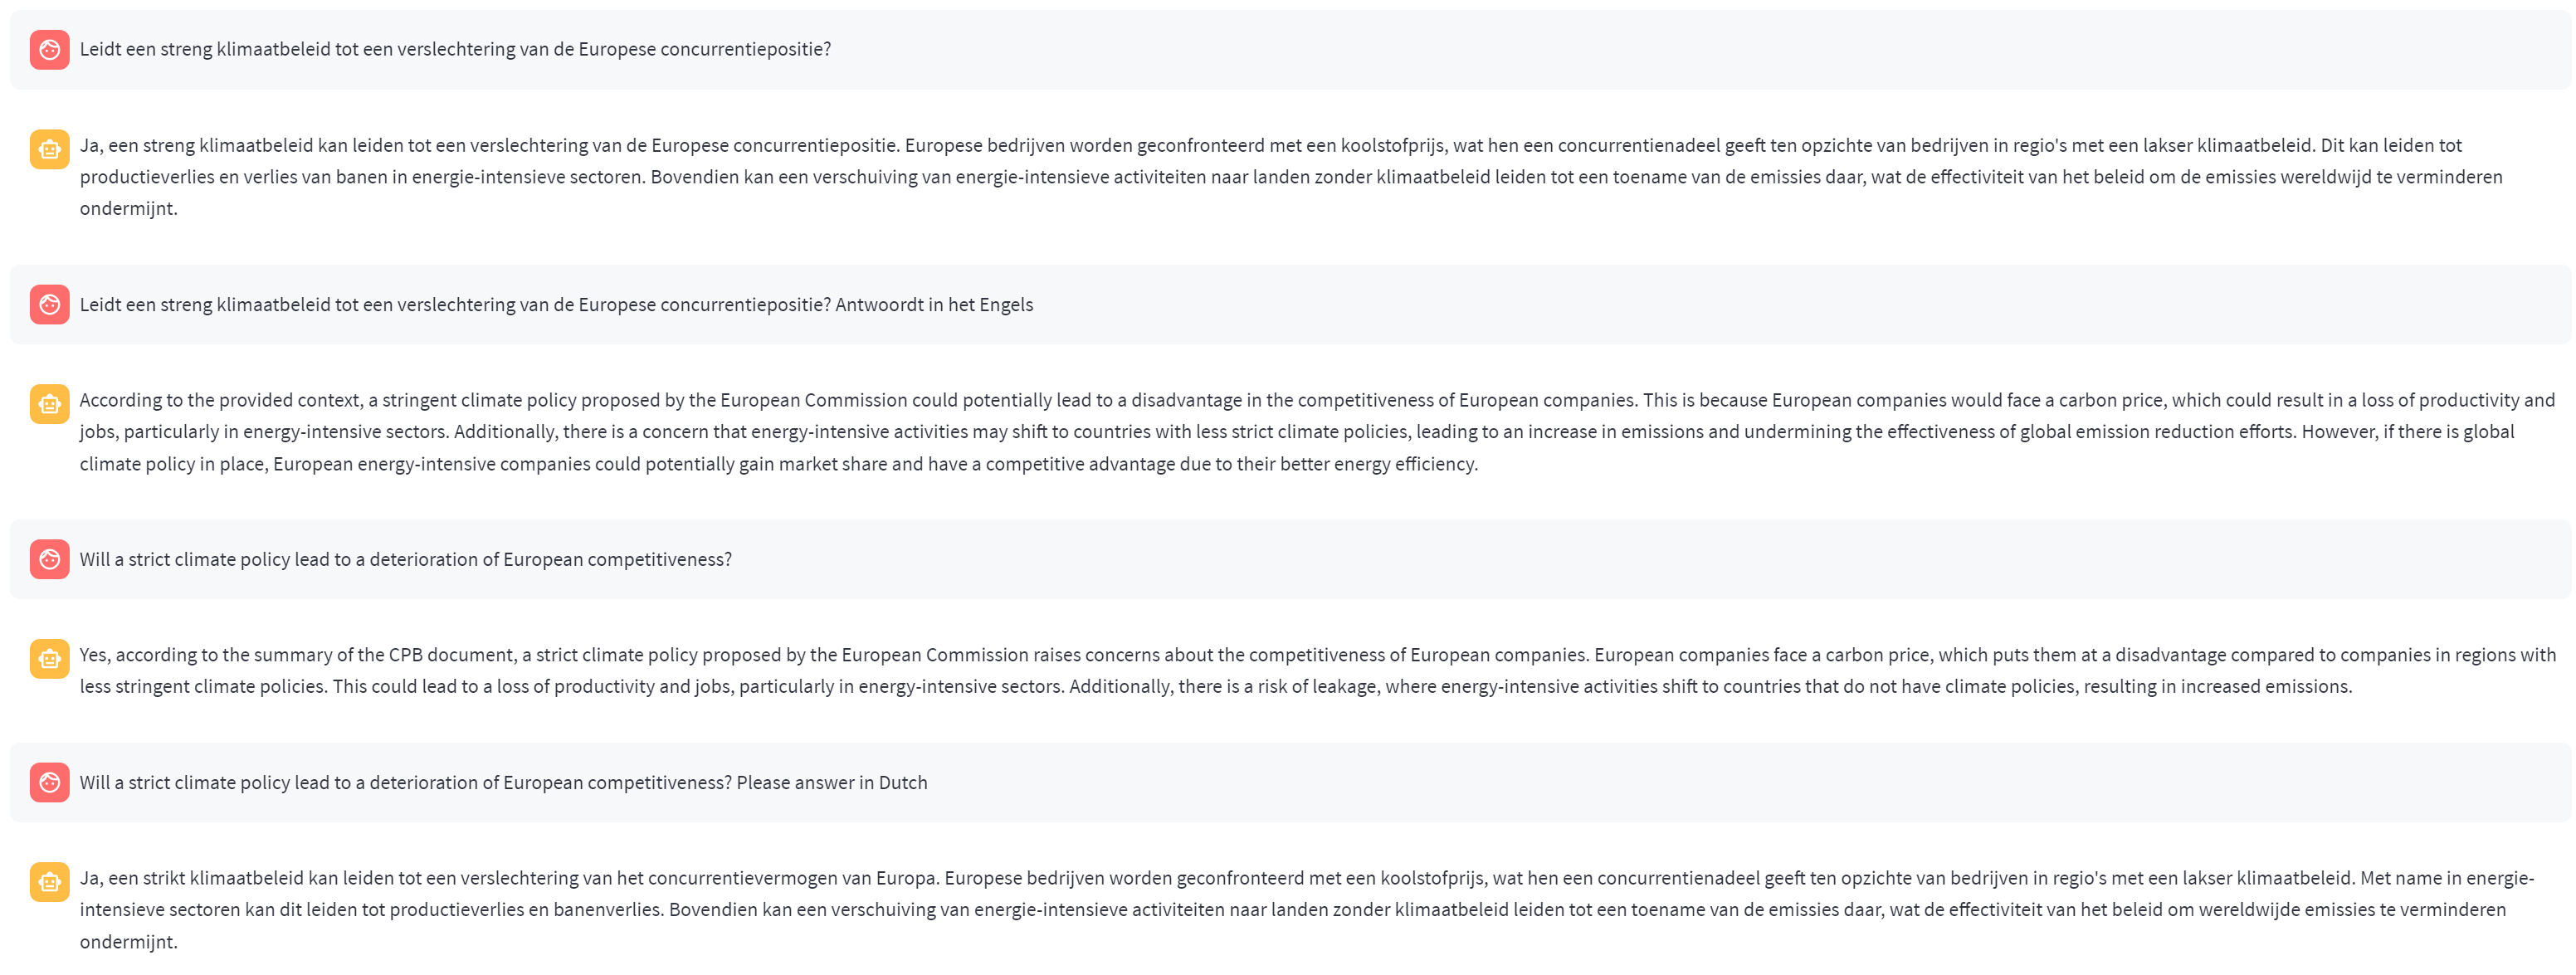 Leidt een streng klimaatbeleid tot een verslechtering van de Europese concurrentiepositie?
Ja, een streng klimaatbeleid kan leiden tot een verslechtering van de Europese concurrentiepositie. Europese bedrijven worden geconfronteerd met een koolstofprijs, wat hen een concurrentienadeel geeft ten opzichte van bedrijven in regio's met een lakser klimaatbeleid. Dit kan leiden tot
productieverlies en verlies van banen in energie-intensieve sectoren. Bovendien kan een verschuiving van energie-intensieve activiteiten naar landen zonder klimaatbeleid leiden tot een toename van de emissies daar, wat de effectiviteit van het beleid om de emissies wereldwijd te verminderen
ondermijnt.
Leidt een streng klimaatbeleid tot een verslechtering van de Europese concurrentiepositie? Antwoordt in het Engels
According to the provided context, a stringent climate policy proposed by the European Commission could potentially lead to a disadvantage in the competitiveness of European companies. This is because European companies would face a carbon price, which could result in a loss of productivity and
jobs, particularly in energy-intensive sectors. Additionally, there is a concern that energy-intensive activities may shift to countries with less strict climate policies, leading to an increase in emissions and undermining the effectiveness of global emission reduction efforts. However, if there is global
climate policy in place, European energy-intensive companies could potentially gain market share and have a competitive advantage due to their better energy efficiency.
Will a strict climate policy lead to a deterioration of European competitiveness?
Yes, according to the summary of the CPB document, a strict climate policy proposed by the European Commission raises concerns about the competitiveness of European companies. European companies face a carbon price, which puts them at a disadvantage compared to companies in regions with
less stringent climate policies. This could lead to a loss of productivity and jobs, particularly in energy-intensive sectors. Additionally, there is a risk of leakage, where energy-intensive activities shift to countries that do not have climate policies, resulting in increased emissions.
Will a strict climate policy lead to a deterioration of European competitiveness? Please answer in Dutch
Ja, een strikt klimaatbeleid kan leiden tot een verslechtering van het concurrentievermogen van Europa. Europese bedrijven worden geconfronteerd met een koolstofprijs, wat hen een concurrentienadeel geeft ten opzichte van bedrijven in regio's met een lakser klimaatbeleid. Met name in energie-
intensieve sectoren kan dit leiden tot productieverlies en banenverlies. Bovendien kan een verschuiving van energie-intensieve activiteiten naar landen zonder klimaatbeleid leiden tot een toename van de emissies daar, wat de effectiviteit van het beleid om wereldwijde emissies te verminderen
ondermijnt.